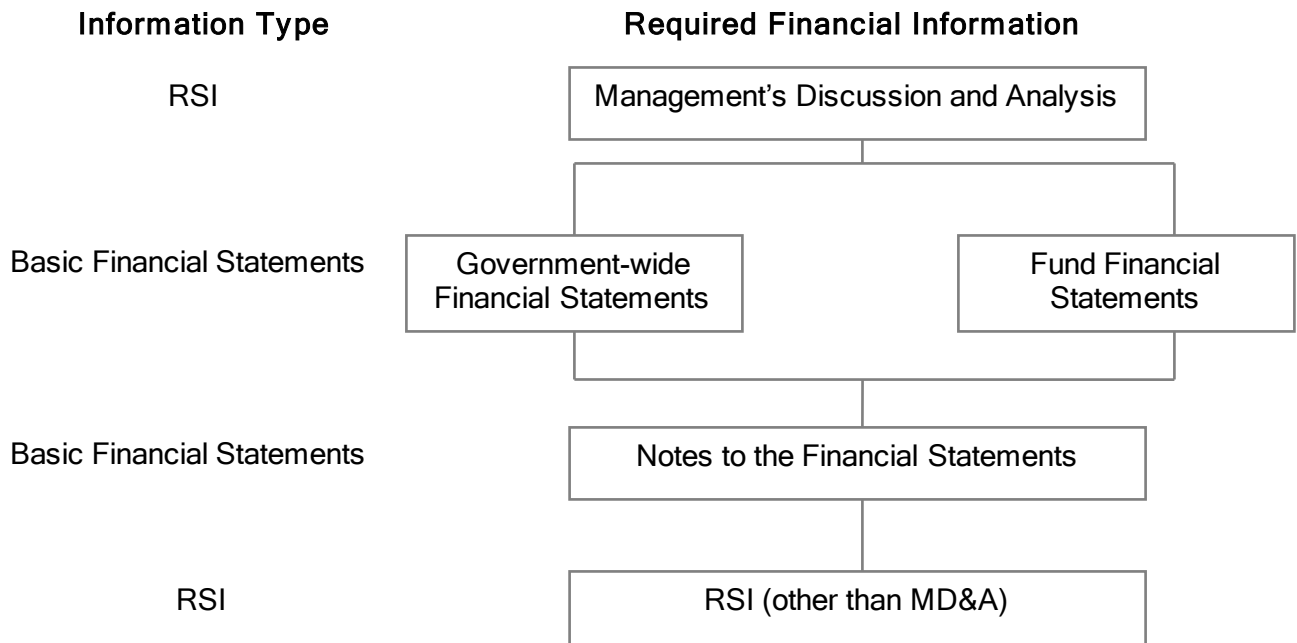 Information Type
Required Financial Information
RSI
Management’s Discussion and Analysis
Basic Financial Statements
Government-wide
Financial Statements
Fund Financial
Statements
Basic Financial Statements
Notes to the Financial Statements
RSI
RSI (other than MD&A)